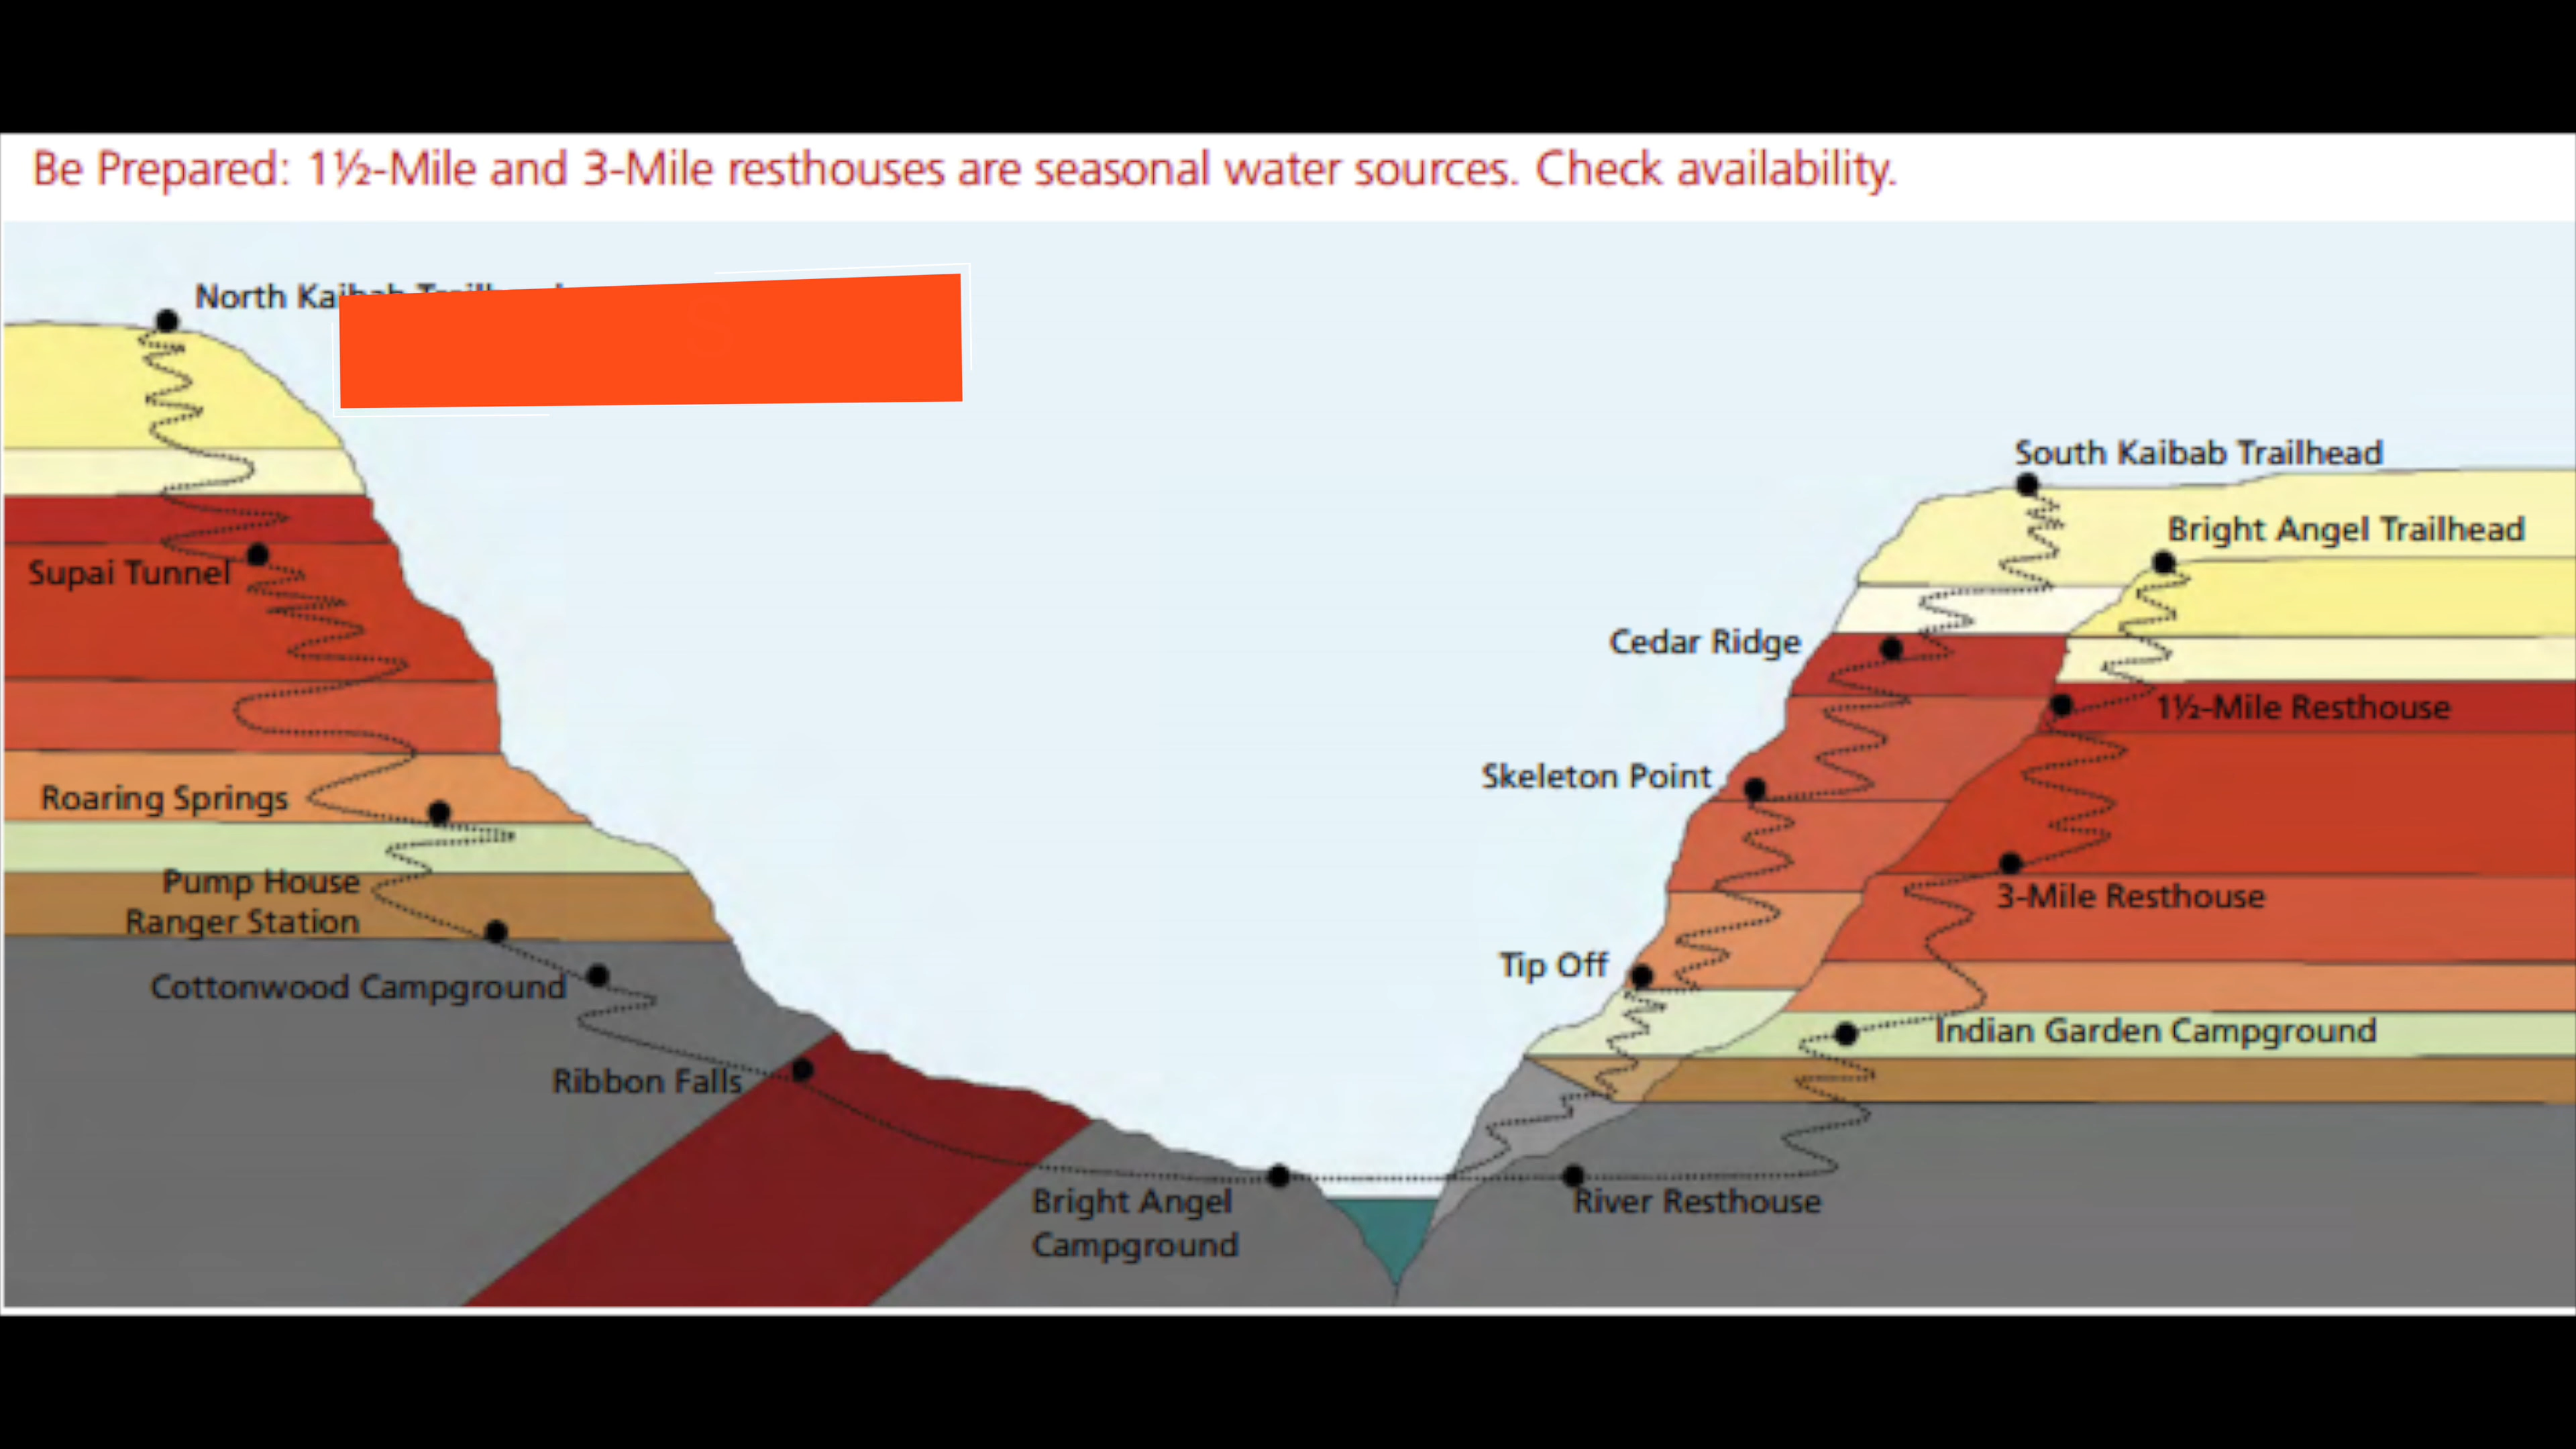 Be Prepared: 1½-Mile and 3-Mile resthouses are seasonal water sources. Check availability.
North Kaibab Trailhead
South Kaibab Trailhead
Bright Angel Trailhead
Supai Tunnel
Cedar Ridge
1½-Mile Resthouse
Skeleton Point
Roaring Springs
Pump House
Ranger Station
3-Mile Resthouse
Tip Off
Cottonwood Campground
Indian Garden Campground
Ribbon Falls
Bright Angel
Campground
River Resthouse